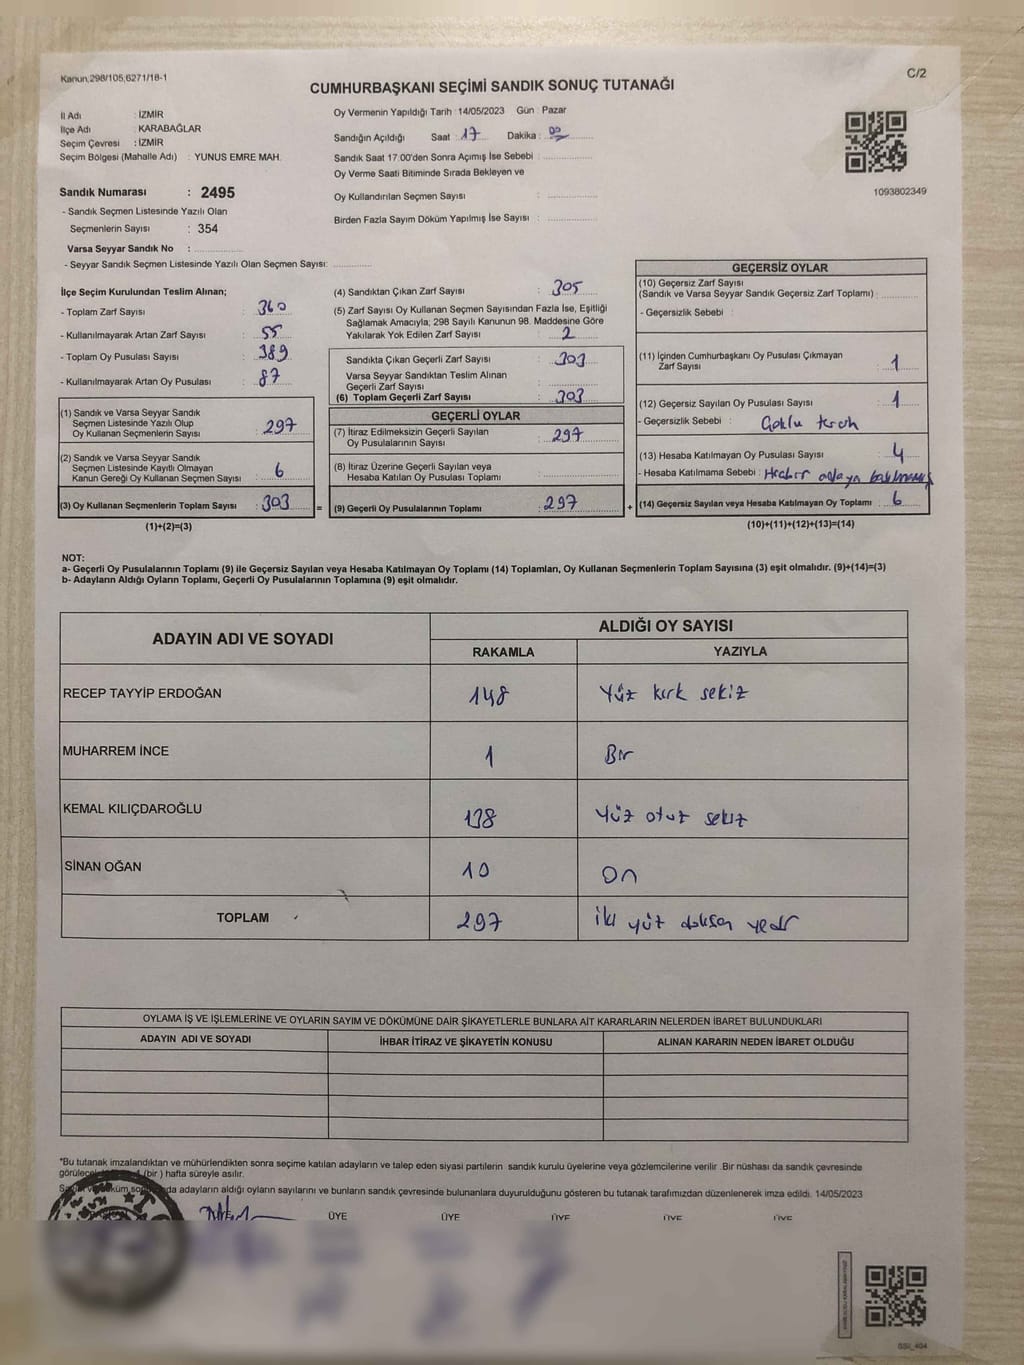 Kanun,298/105,6271/18-1
C/2
CUMHURBAŞKANI SEÇİMİ SANDIK SONUÇ TUTANAĞI
İl Adı : İZMİR
İlçe Adı : KARABAĞLAR
Seçim Çevresi : İZMİR
Seçim Bölgesi (Mahalle Adı) : YUNUS EMRE MAH.
Sandık Numarası : 2495
- Sandık Seçmen Listesinde Yazılı Olan
Seçmenlerin Sayısı : 354
Varsa Seyyar Sandık No :
- Seyyar Sandık Seçmen Listesinde Yazılı Olan Seçmen Sayısı:
Oy Vermenin Yapıldığı Tarih : 14/05/2023 Gün : Pazar
Sandığın Açıldığı Saat : 17 Dakika : 00
Sandık Saat 17.00'den Sonra Açımış İse Sebebi :
Oy Verme Saati Bitiminde Sırada Bekleyen ve
Oy Kullandırılan Seçmen Sayısı :
Birden Fazla Sayım Döküm Yapılmış İse Sayısı :
1093802349
İlçe Seçim Kurulundan Teslim Alınan;
- Toplam Zarf Sayısı : 360
- Kullanılmayarak Artan Zarf Sayısı : 55
- Toplam Oy Pusulası Sayısı : 389
- Kullanılmayarak Artan Oy Pusulası : 87
(1) Sandık ve Varsa Seyyar Sandık
Seçmen Listesinde Yazılı Olup
Oy Kullanan Seçmenlerin Sayısı : 297
(2) Sandık ve Varsa Seyyar Sandık
Seçmen Listesinde Kayıtlı Olmayan
Kanun Gereği Oy Kullanan Seçmen Sayısı : 6
(3) Oy Kullanan Seçmenlerin Toplam Sayısı : 303 =
(1)+(2)=(3)
(4) Sandıktan Çıkan Zarf Sayısı : 305
(5) Zarf Sayısı Oy Kullanan Seçmen Sayısından Fazla İse, Eşitliği
Sağlamak Amacıyla; 298 Sayılı Kanunun 98. Maddesine Göre
Yakılarak Yok Edilen Zarf Sayısı : 2
Sandıkta Çıkan Geçerli Zarf Sayısı : 303
Varsa Seyyar Sandıktan Teslim Alınan
Geçerli Zarf Sayısı :
(6) Toplam Geçerli Zarf Sayısı : 303
GEÇERLİ OYLAR
(7) İtiraz Edilmeksizin Geçerli Sayılan
Oy Pusulalarının Sayısı : 297
(8) İtiraz Üzerine Geçerli Sayılan veya
Hesaba Katılan Oy Pusulası Toplamı :
(9) Geçerli Oy Pusulalarının Toplamı : 297 +
GEÇERSİZ OYLAR
(10) Geçersiz Zarf Sayısı
(Sandık ve Varsa Seyyar Sandık Geçersiz Zarf Toplamı) :
- Geçersizlik Sebebi :
(11) İçinden Cumhurbaşkanı Oy Pusulası Çıkmayan
Zarf Sayısı : 1
(12) Geçersiz Sayılan Oy Pusulası Sayısı : 1
- Geçersizlik Sebebi : Çoklu tercih
(13) Hesaba Katılmayan Oy Pusulası Sayısı : 4
- Hesaba Katılmama Sebebi : Hiçbir adaya basılmamış
(14) Geçersiz Sayılan veya Hesaba Katılmayan Oy Toplamı : 6
(10)+(11)+(12)+(13)=(14)
NOT:
a- Geçerli Oy Pusulalarının Toplamı (9) ile Geçersiz Sayılan veya Hesaba Katılmayan Oy Toplamı (14) Toplamları, Oy Kullanan Seçmenlerin Toplam Sayısına (3) eşit olmalıdır. (9)+(14)=(3)
b- Adayların Aldığı Oyların Toplamı, Geçerli Oy Pusulalarının Toplamına (9) eşit olmalıdır.
ADAYIN ADI VE SOYADI
ALDIĞI OY SAYISI
RAKAMLA YAZIYLA
RECEP TAYYİP ERDOĞAN 148 Yüz kırk sekiz
MUHARREM İNCE 1 Bir
KEMAL KILIÇDAROĞLU 138 Yüz otuz sekiz
SİNAN OĞAN 10 On
TOPLAM 297 iki yüz doksan yedi
OYLAMA İŞ VE İŞLEMLERİNE VE OYLARIN SAYIM VE DÖKÜMÜNE DAİR ŞİKAYETLERLE BUNLARA AİT KARARLARIN NELERDEN İBARET BULUNDUKLARI
ADAYIN ADI VE SOYADI İHBAR İTİRAZ VE ŞİKAYETİN KONUSU ALINAN KARARIN NEDEN İBARET OLDUĞU
*Bu tutanak imzalandıktan ve mühürlendikten sonra seçime katılan adayların ve talep eden siyasi partilerin sandık kurulu üyelerine veya gözlemcilerine verilir .Bir nüshası da sandık çevresinde
(bir ) hafta süreyle asılır.
adayların aldığı oyların sayılarını ve bunların sandık çevresinde bulunanlara duyurulduğunu gösteren bu tutanak tarafımızdan düzenlenerek imza edildi. 14/05/2023
ÜYE ÜYE ÜYE ÜYE ÜYE